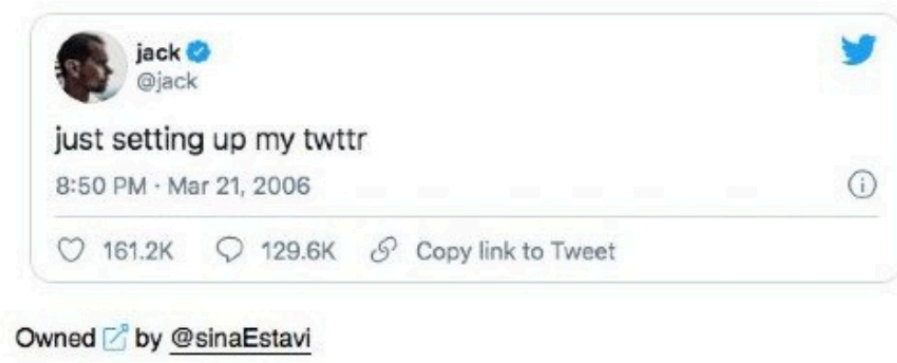 jack
@jack
just setting up my twttr
8:50 PM · Mar 21, 2006
161.2K 129.6K Copy link to Tweet
Owned by @sinaEstavi